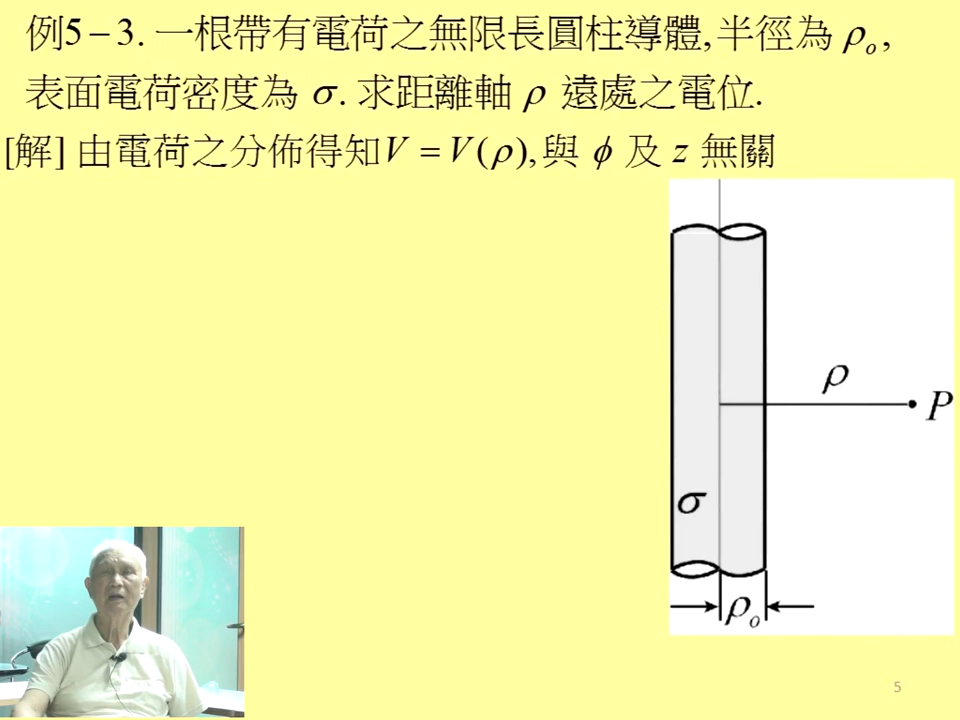 例5－3. 一根帶有電荷之無限長圓柱導體, 半徑為 ρ₀,
表面電荷密度為 σ. 求距離軸 ρ 遠處之電位.
[解] 由電荷之分佈得知V = V(ρ), 與 ϕ 及 z 無關
ρ
P
σ
ρ₀
5